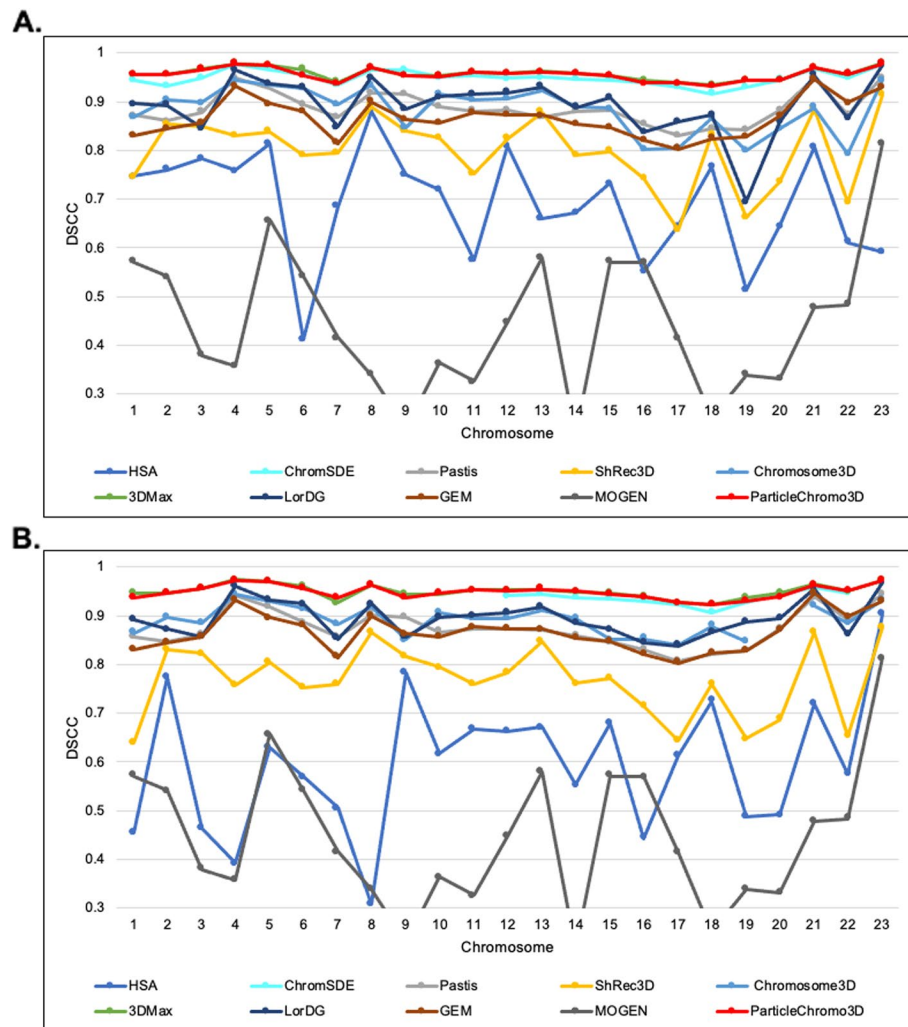 A.
1
0.9
0.8
0.7
0.6
0.5
0.4
0.3
DSCC
1 2 3 4 5 6 7 8 9 10 11 12 13 14 15 16 17 18 19 20 21 22 23
Chromosome
HSA ChromSDE Pastis ShRec3D Chromosome3D
3DMax LorDG GEM MOGEN ParticleChromo3D
B.
1
0.9
0.8
0.7
0.6
0.5
0.4
0.3
DSCC
1 2 3 4 5 6 7 8 9 10 11 12 13 14 15 16 17 18 19 20 21 22 23
Chromosome
HSA ChromSDE Pastis ShRec3D Chromosome3D
3DMax LorDG GEM MOGEN ParticleChromo3D